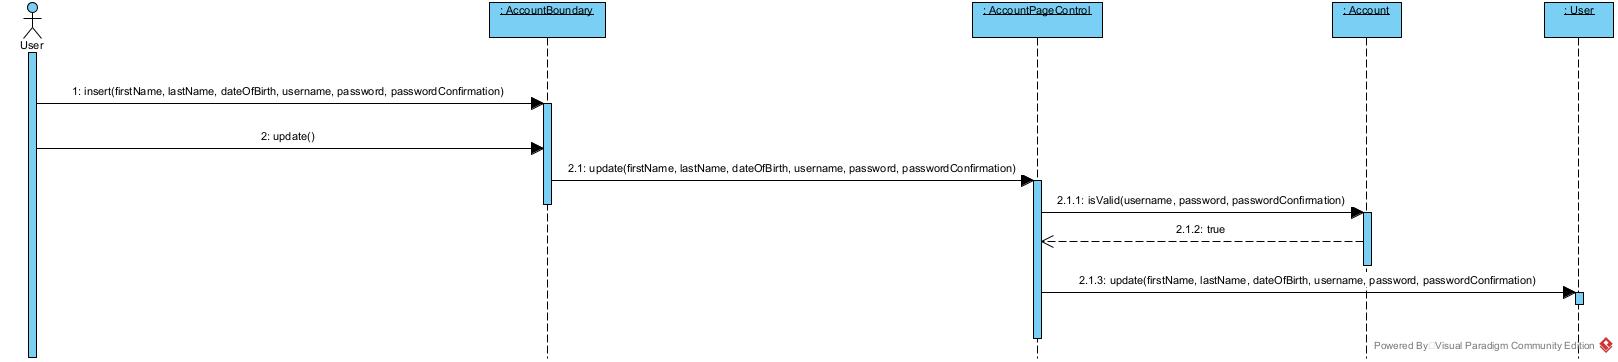 : AccountBoundary
: AccountPageControl
: Account
: User
User
1: insert(firstName, lastName, dateOfBirth, username, password, passwordConfirmation)
2: update()
2.1: update(firstName, lastName, dateOfBirth, username, password, passwordConfirmation)
2.1.1: isValid(username, password, passwordConfirmation)
2.1.2: true
2.1.3: update(firstName, lastName, dateOfBirth, username, password, passwordConfirmation)
Powered By Visual Paradigm Community Edition